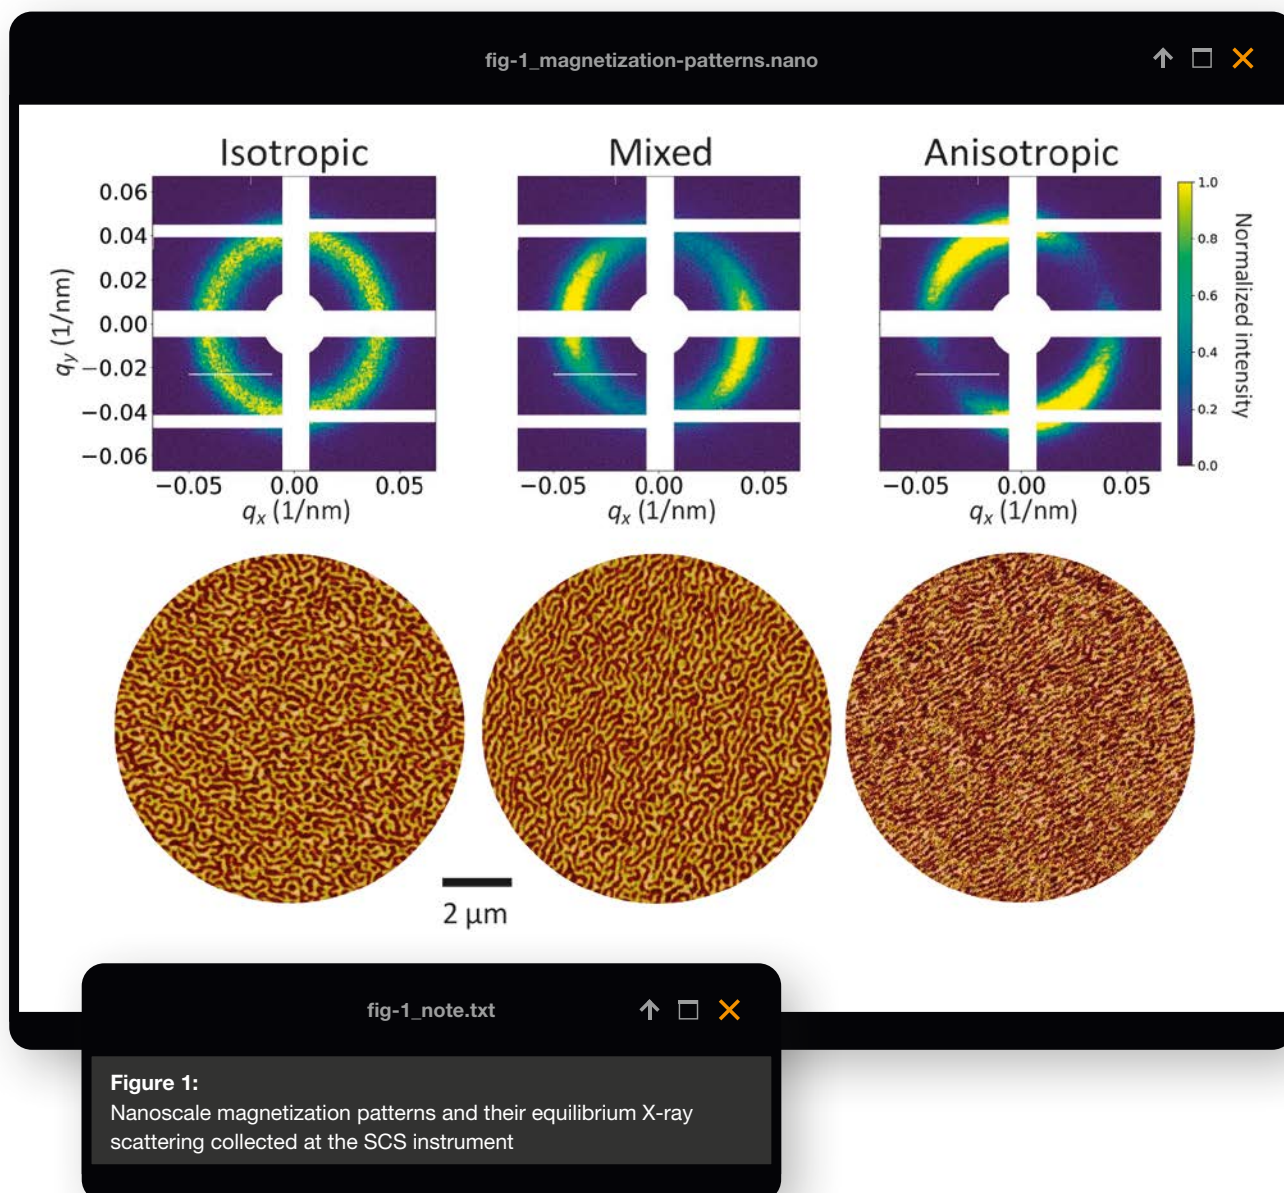 fig-1_magnetization-patterns.nano
Isotropic
Mixed
Anisotropic
0.06
0.04
0.02
0.00
−0.02
−0.04
−0.06
qy (1/nm)
−0.05 0.00 0.05
qx (1/nm)
−0.05 0.00 0.05
qx (1/nm)
−0.05 0.00 0.05
qx (1/nm)
1.0
0.8
0.6
0.4
0.2
0.0
Normalized intensity
2 μm
fig-1_note.txt
Figure 1:
Nanoscale magnetization patterns and their equilibrium X-ray
scattering collected at the SCS instrument